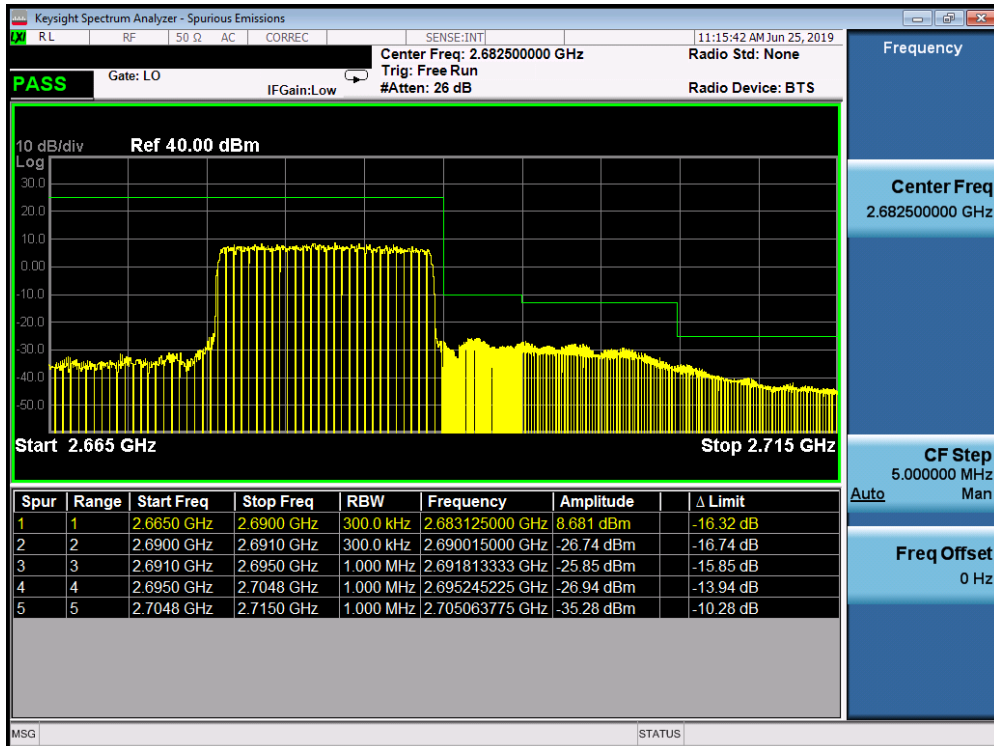 Keysight Spectrum Analyzer - Spurious Emissions
LXI RL RF 50 Ω AC CORREC SENSE:INT 11:15:42 AM Jun 25, 2019
Center Freq: 2.682500000 GHz Radio Std: None
Gate: LO Trig: Free Run
PASS IFGain:Low #Atten: 26 dB Radio Device: BTS
10 dB/div Ref 40.00 dBm
Log
30.0
20.0
10.0
0.00
-10.0
-20.0
-30.0
-40.0
-50.0
Start 2.665 GHz Stop 2.715 GHz
Spur Range Start Freq Stop Freq RBW Frequency Amplitude Δ Limit
1 1 2.6650 GHz 2.6900 GHz 300.0 kHz 2.683125000 GHz 8.681 dBm -16.32 dB
2 2 2.6900 GHz 2.6910 GHz 300.0 kHz 2.690015000 GHz -26.74 dBm -16.74 dB
3 3 2.6910 GHz 2.6950 GHz 1.000 MHz 2.691813333 GHz -25.85 dBm -15.85 dB
4 4 2.6950 GHz 2.7048 GHz 1.000 MHz 2.695245225 GHz -26.94 dBm -13.94 dB
5 5 2.7048 GHz 2.7150 GHz 1.000 MHz 2.705063775 GHz -35.28 dBm -10.28 dB
MSG STATUS
Frequency
Center Freq
2.682500000 GHz
CF Step
5.000000 MHz
Auto Man
Freq Offset
0 Hz